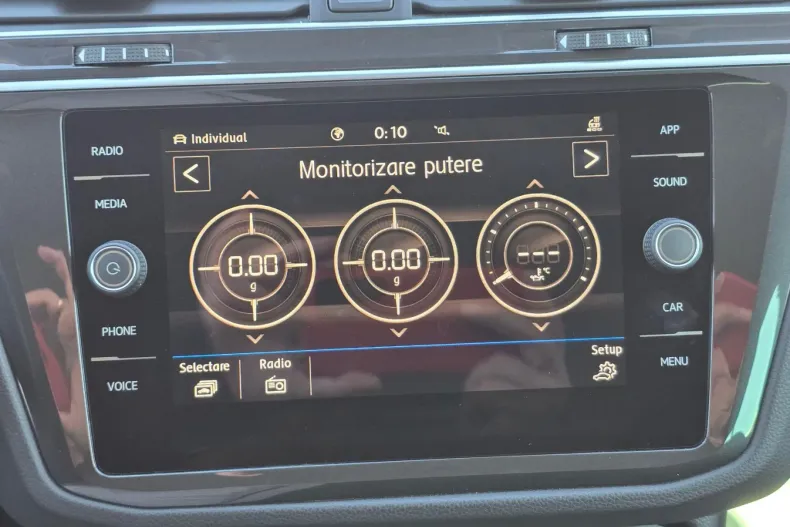 RADIO
MEDIA
PHONE
VOICE
Individual
0:10
Monitorizare putere
0.00
g
0.00
g
---
°C
Selectare
Radio
Setup
APP
SOUND
CAR
MENU